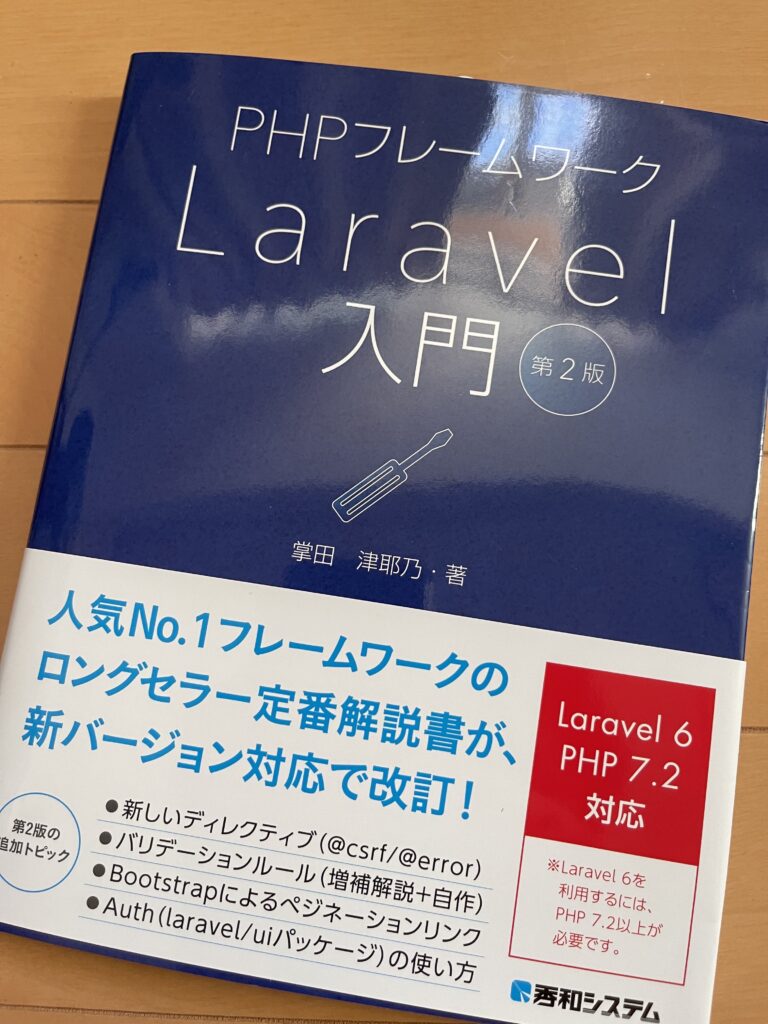 PHPフレームワーク
Laravel
入門
第2版
掌田 津耶乃・著
人気No.1フレームワークの
ロングセラー定番解説書が、
新バージョン対応で改訂!
Laravel 6
PHP 7.2
対応
※Laravel 6を
利用するには、
PHP 7.2以上が
必要です。
第2版の
追加トピック
●新しいディレクティブ(@csrf/@error)
●バリデーションルール(増補解説+自作)
●Bootstrapによるペジネーションリンク
●Auth(laravel/uiパッケージ)の使い方
秀和システム